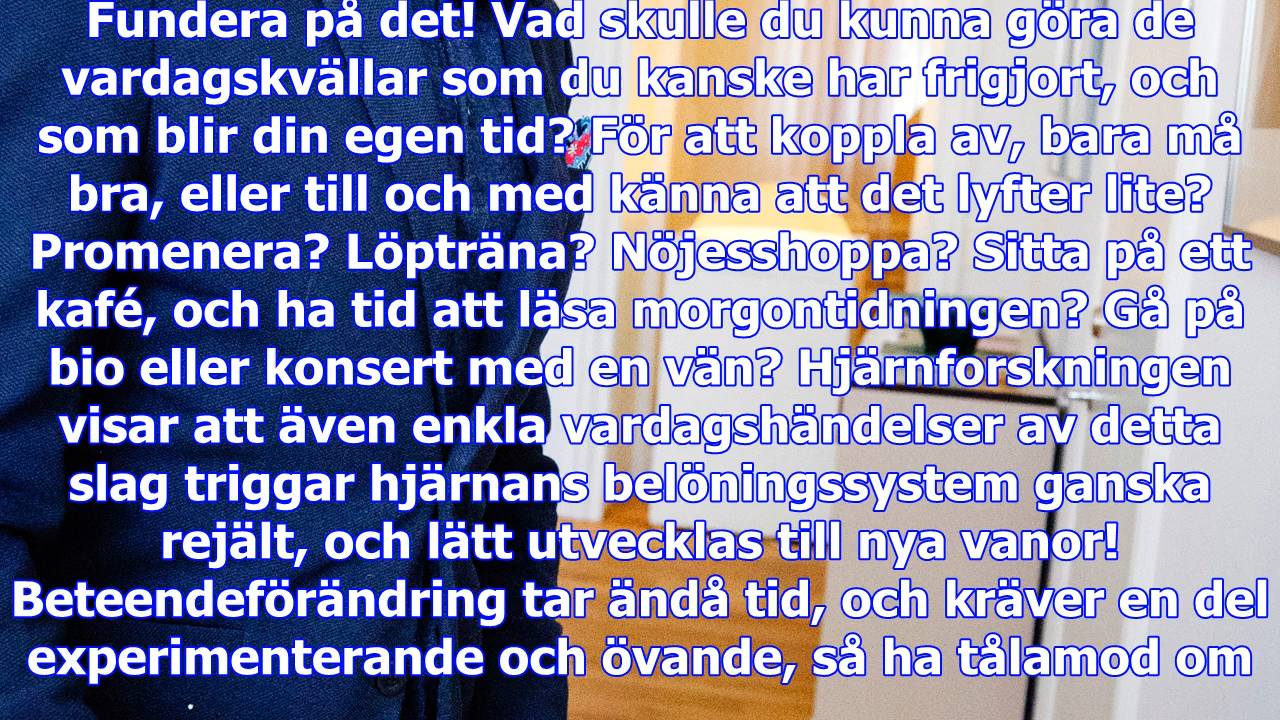 Fundera på det! Vad skulle du kunna göra de
vardagskvällar som du kanske har frigjort, och
som blir din egen tid? För att koppla av, bara må
bra, eller till och med känna att det lyfter lite?
Promenera? Löpträna? Nöjesshoppa? Sitta på ett
kafé, och ha tid att läsa morgontidningen? Gå på
bio eller konsert med en vän? Hjärnforskningen
visar att även enkla vardagshändelser av detta
slag triggar hjärnans belöningssystem ganska
rejält, och lätt utvecklas till nya vanor!
Beteendeförändring tar ändå tid, och kräver en del
experimenterande och övande, så ha tålamod om